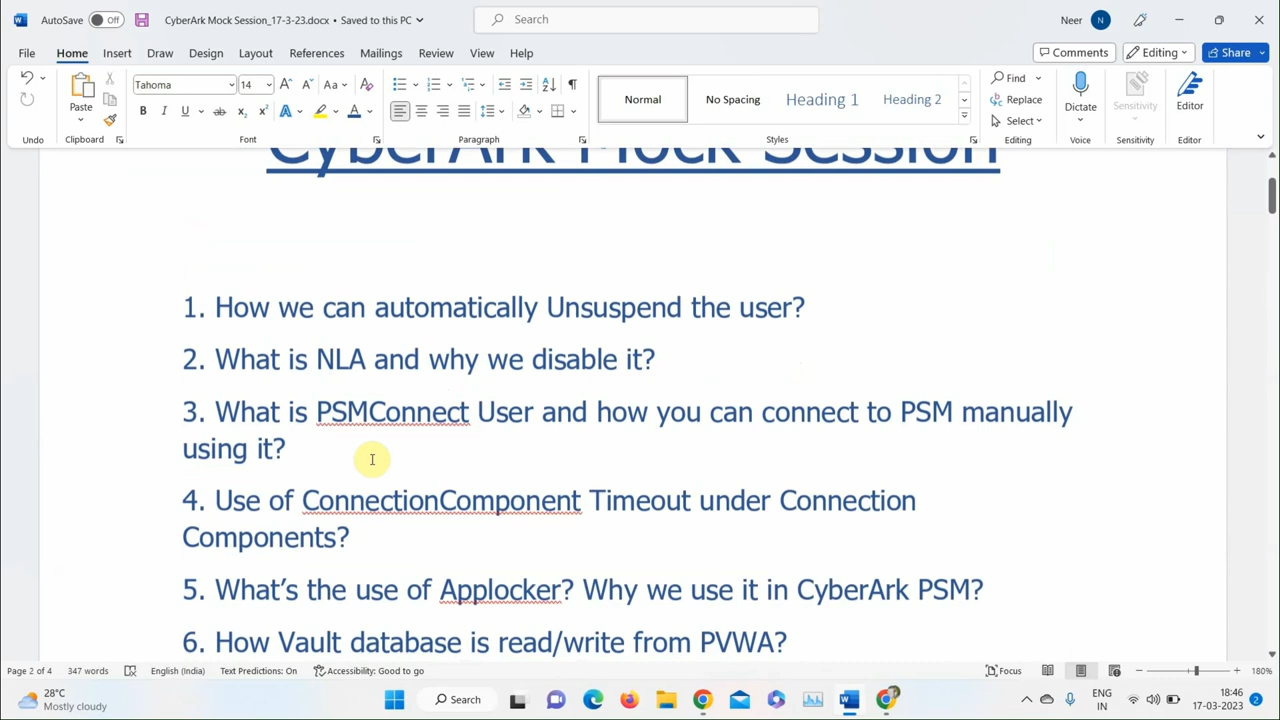 AutoSave Off CyberArk Mock Session_17-3-23.docx • Saved to this PC Search Neer N
File Home Insert Draw Design Layout References Mailings Review View Help Comments Editing Share
Tahoma 14 Find
Paste Normal No Spacing Heading 1 Heading 2 Replace Dictate Sensitivity Editor
Select
Undo Clipboard Font Paragraph Styles Editing Voice Sensitivity Editor
CyberArk Mock Session
1. How we can automatically Unsuspend the user?
2. What is NLA and why we disable it?
3. What is PSMConnect User and how you can connect to PSM manually
using it?
4. Use of ConnectionComponent Timeout under Connection
Components?
5. What’s the use of Applocker? Why we use it in CyberArk PSM?
6. How Vault database is read/write from PVWA?
Page 2 of 4 347 words English (India) Text Predictions: On Accessibility: Good to go Focus 180%
28°C
Mostly cloudy
Search
ENG
IN
18:46
17-03-2023
2